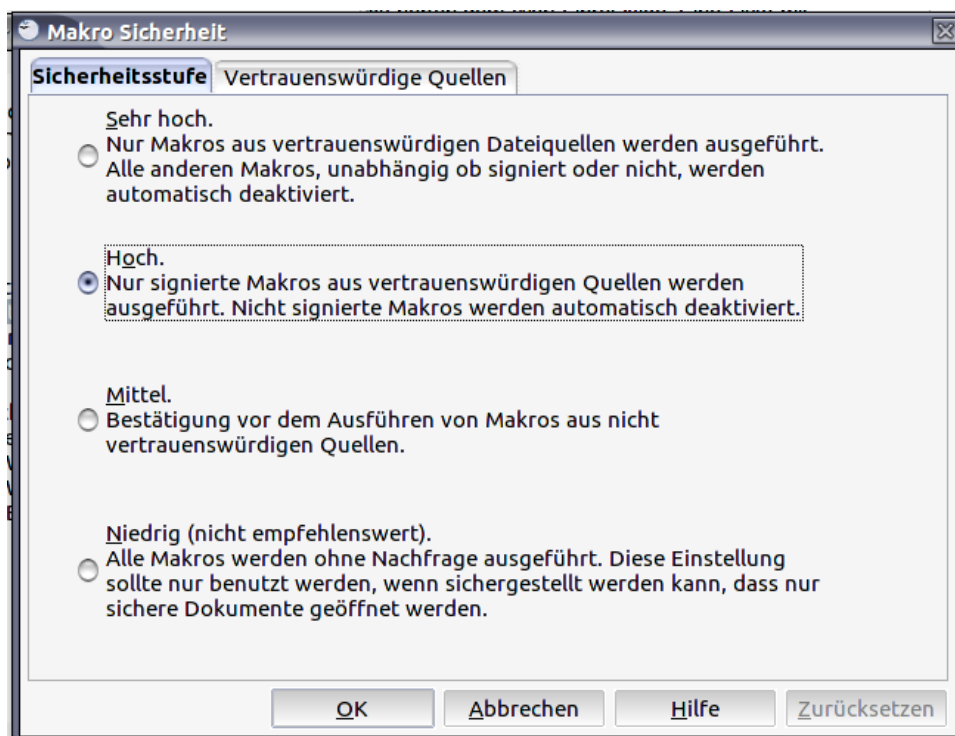 Makro Sicherheit
Sicherheitsstufe
Vertrauenswürdige Quellen
Sehr hoch.
Nur Makros aus vertrauenswürdigen Dateiquellen werden ausgeführt.
Alle anderen Makros, unabhängig ob signiert oder nicht, werden
automatisch deaktiviert.
Hoch.
Nur signierte Makros aus vertrauenswürdigen Quellen werden
ausgeführt. Nicht signierte Makros werden automatisch deaktiviert.
Mittel.
Bestätigung vor dem Ausführen von Makros aus nicht
vertrauenswürdigen Quellen.
Niedrig (nicht empfehlenswert).
Alle Makros werden ohne Nachfrage ausgeführt. Diese Einstellung
sollte nur benutzt werden, wenn sichergestellt werden kann, dass nur
sichere Dokumente geöffnet werden.
OK
Abbrechen
Hilfe
Zurücksetzen